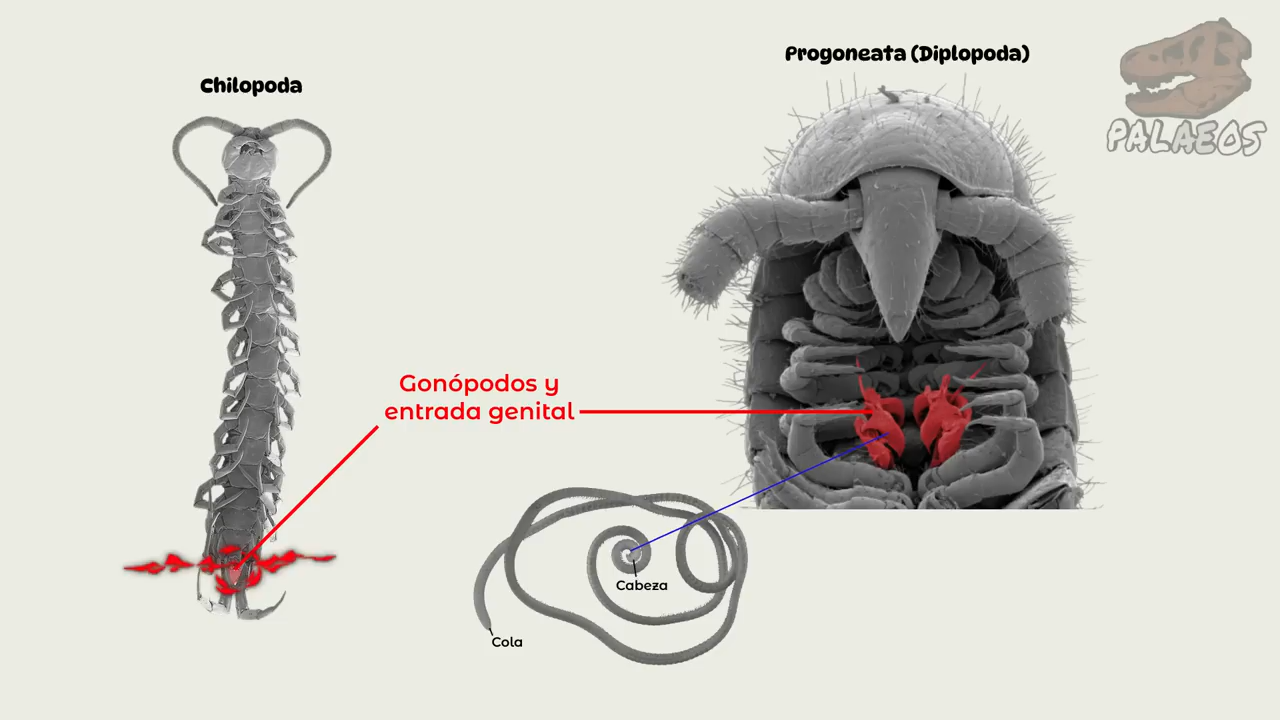 Progoneata (Diplopoda)
Chilopoda
PALAEOS
Gonópodos y
entrada genital
Cabeza
Cola